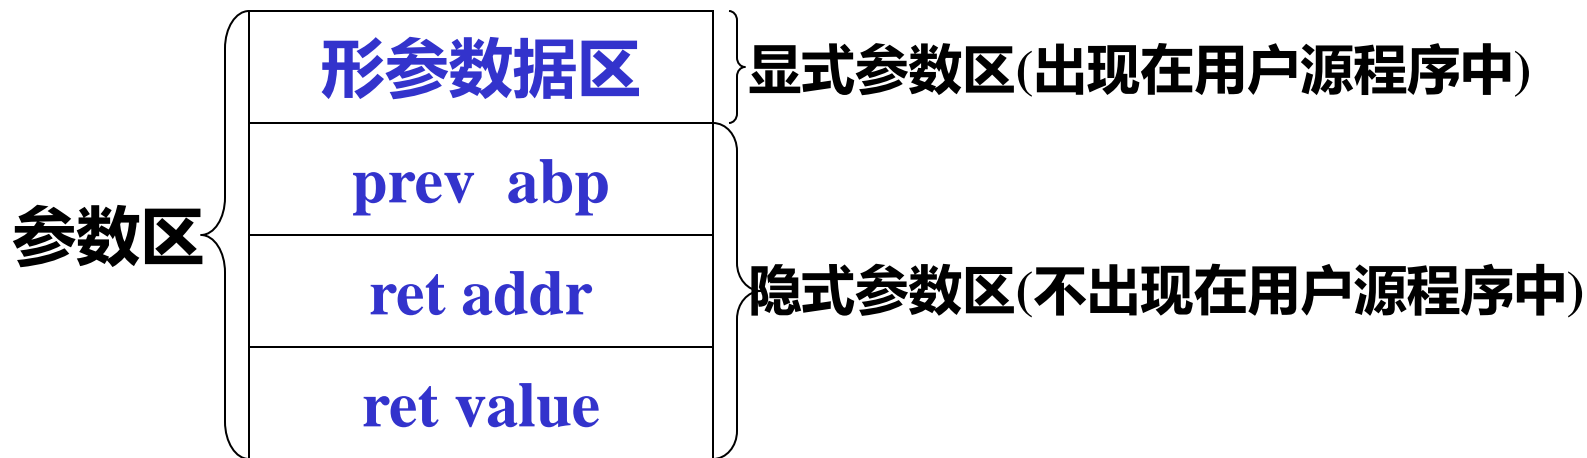 形参数据区
显式参数区(出现在用户源程序中)
prev abp
参数区
ret addr
隐式参数区(不出现在用户源程序中)
ret value